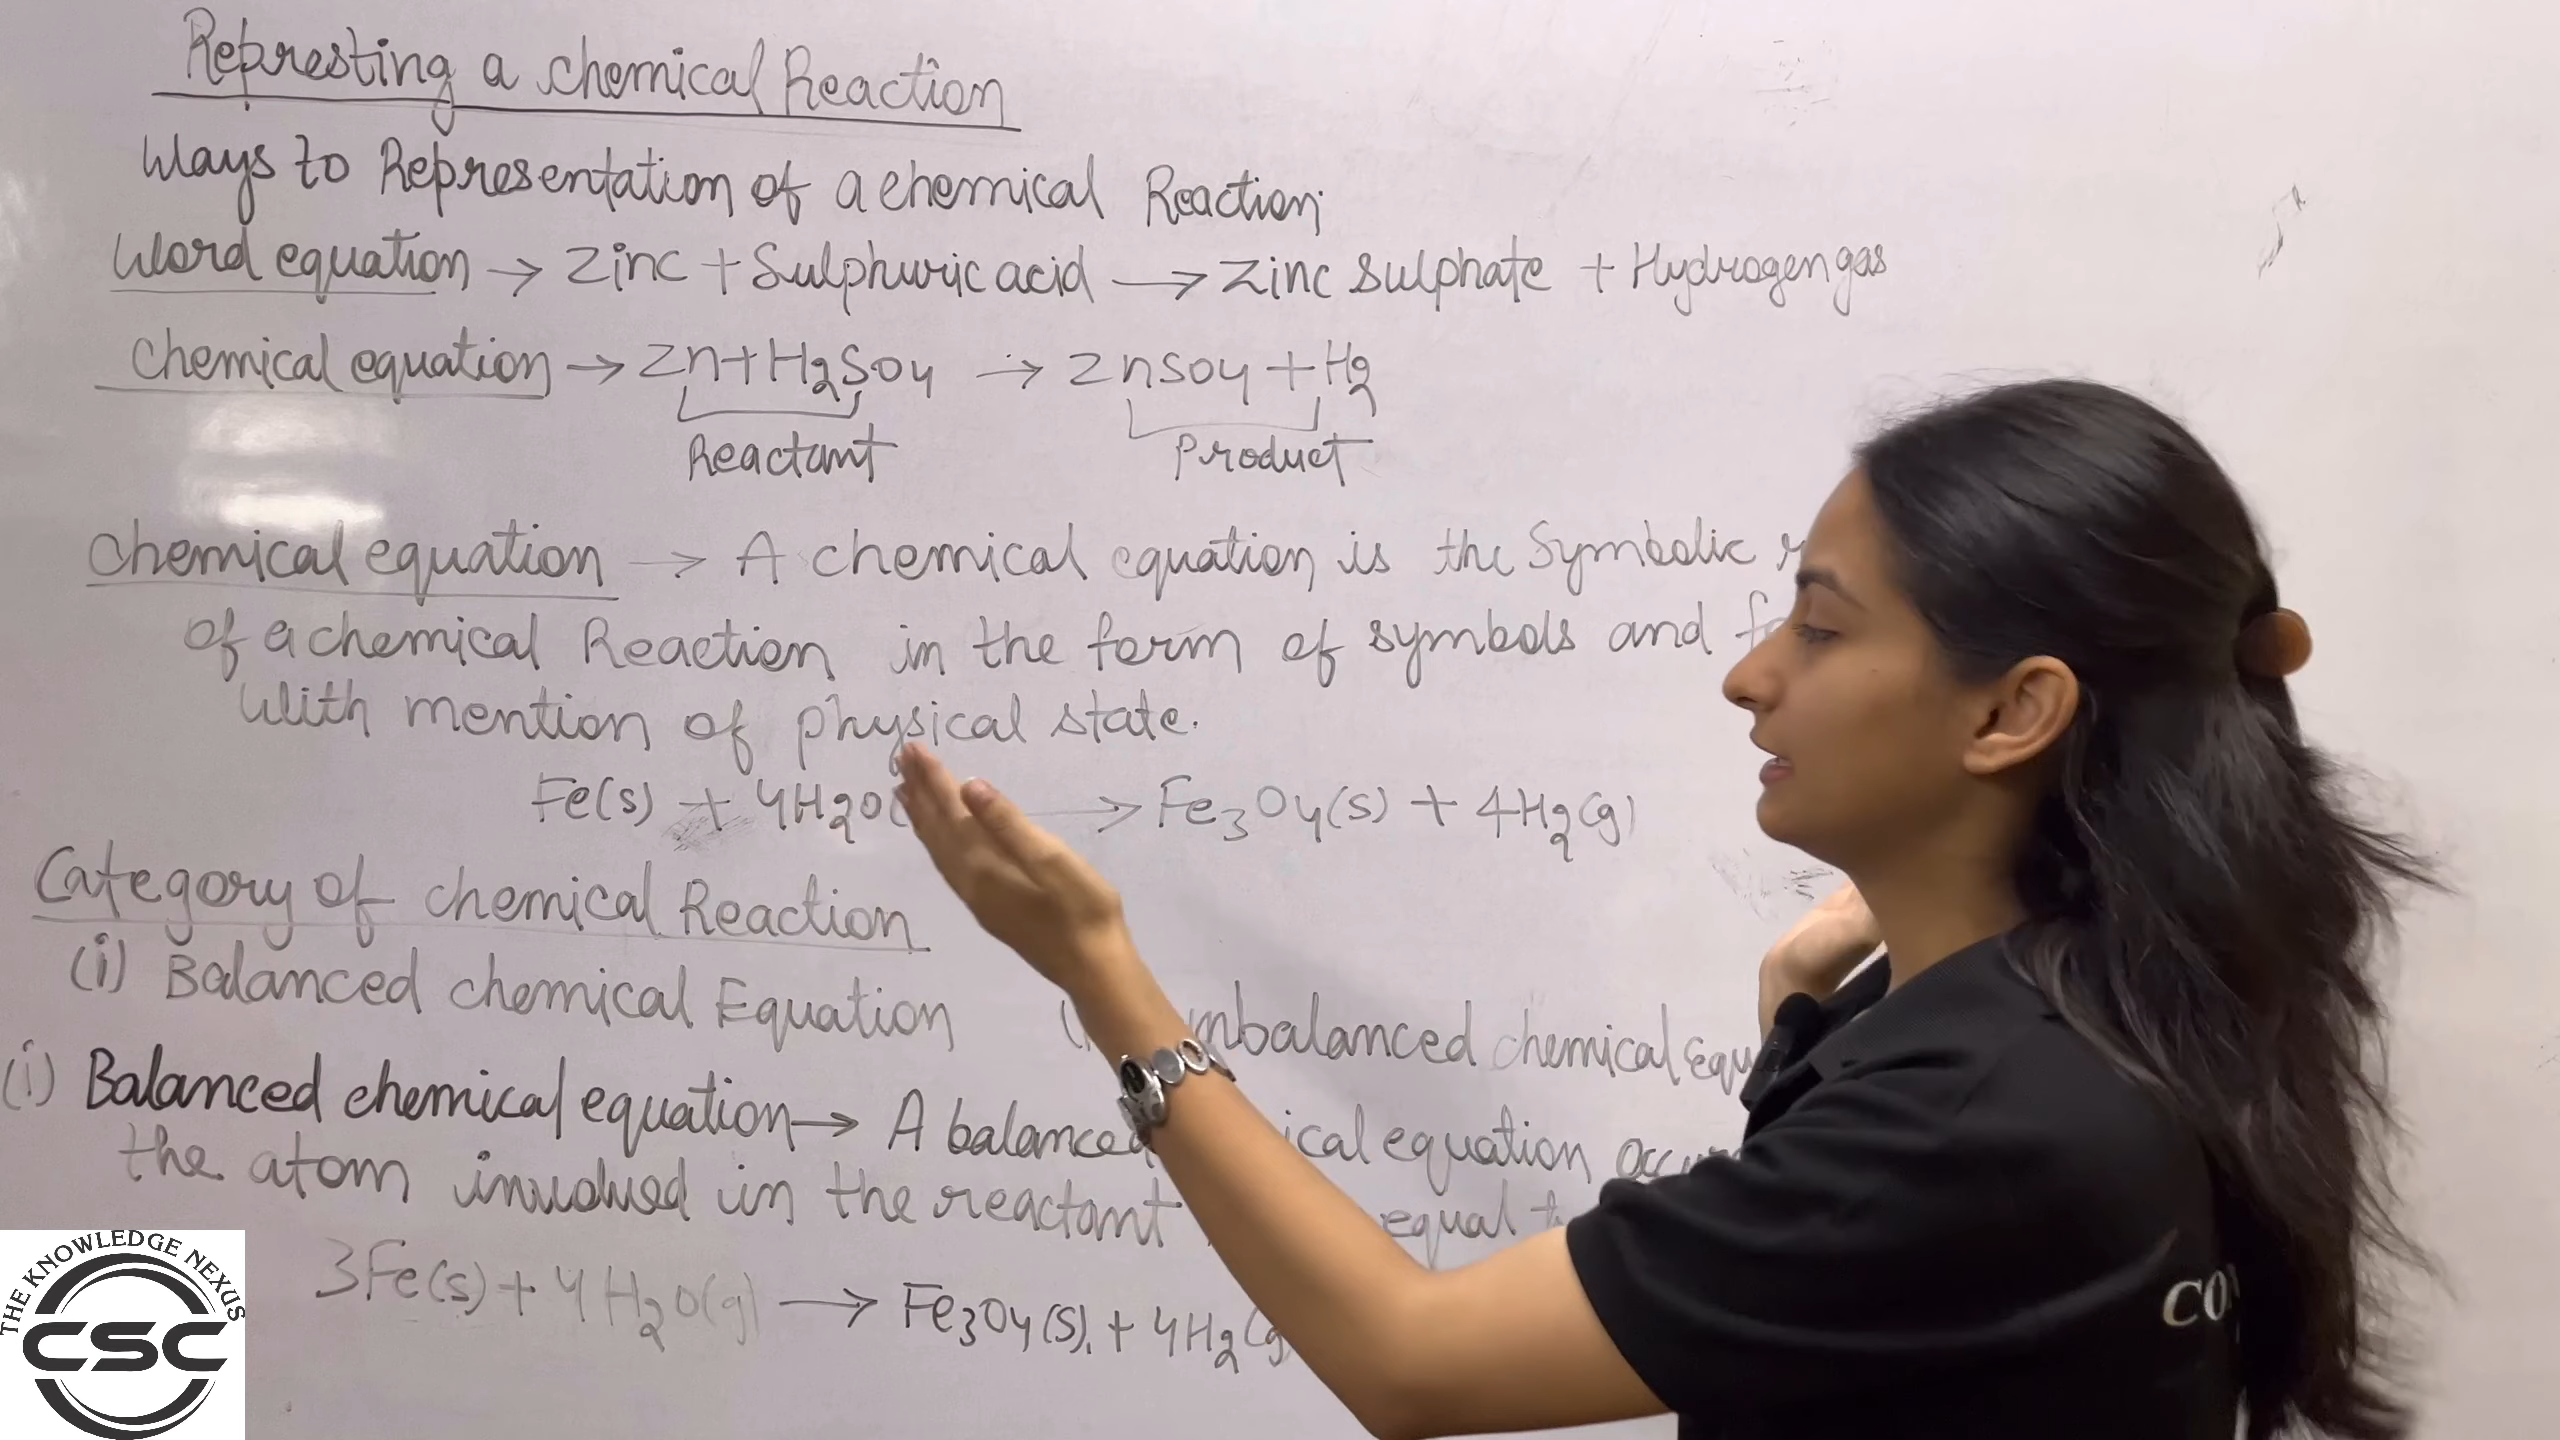 Represting a chemical Reaction
Ways to Representation of a chemical Reaction
Word equation → Zinc + Sulphuric acid → Zinc Sulphate + Hydrogen gas
Chemical equation → Zn + H2SO4 → ZnSO4 + H2
Reactant Product
Chemical equation → A chemical equation is the Symbolic
of a chemical Reaction in the form of symbols and
with mention of physical state.
Fe(s) + 4H2O( → Fe3O4(s) + 4H2(g)
Category of chemical Reaction
(i) Balanced chemical Equation mbalanced chemical Equ
(i) Balanced chemical equation → A balanced ical equation occur
the atom involved in the reactant equal
3Fe(s) + 4H2O(g) → Fe3O4(s) + 4H2(g
THE KNOWLEDGE NEXUS
CSC
CO